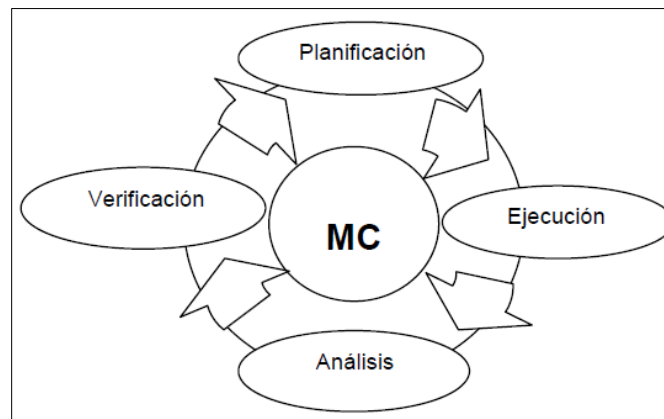 Planificación
Verificación
MC
Ejecución
Análisis